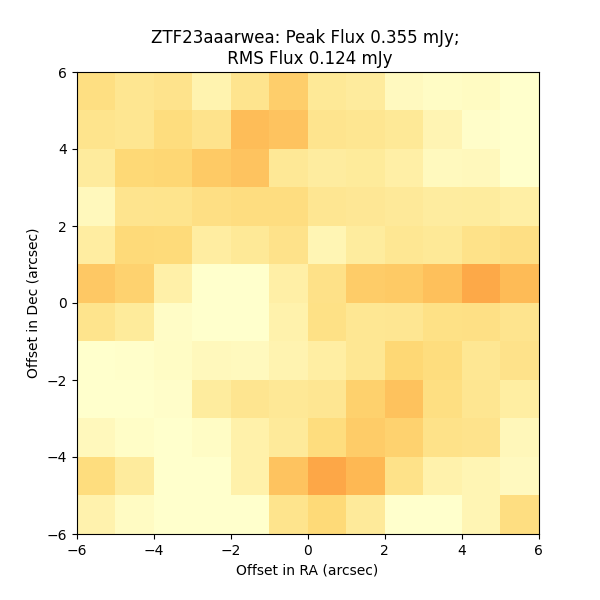 ZTF23aaarwea: Peak Flux 0.355 mJy;
RMS Flux 0.124 mJy
6
4
2
0
−2
−4
−6
Offset in Dec (arcsec)
−6 −4 −2 0 2 4 6
Offset in RA (arcsec)